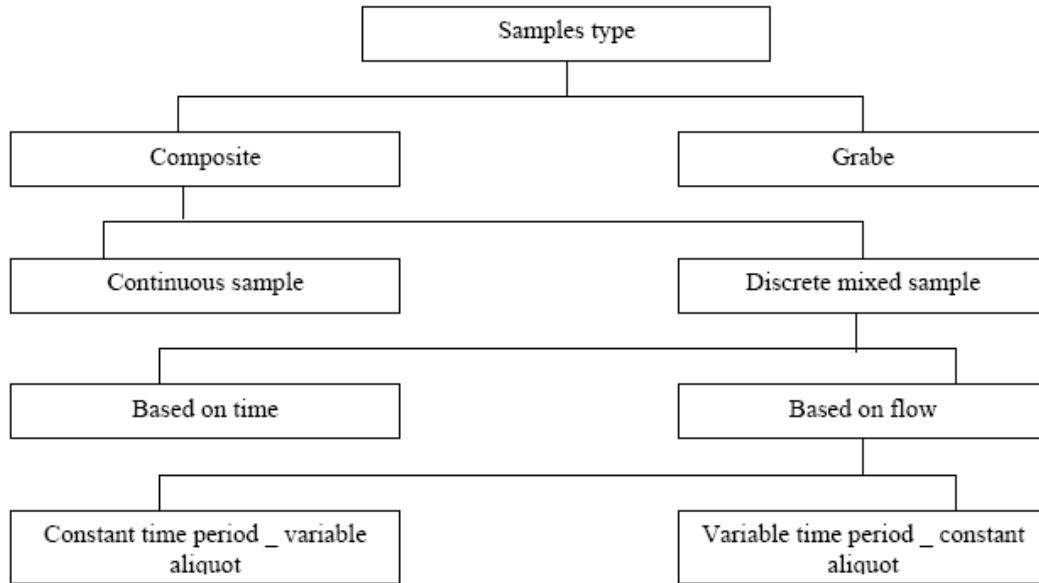 Samples type
Composite
Grabe
Continuous sample
Discrete mixed sample
Based on time
Based on flow
Constant time period _ variable
aliquot
Variable time period _ constant
aliquot